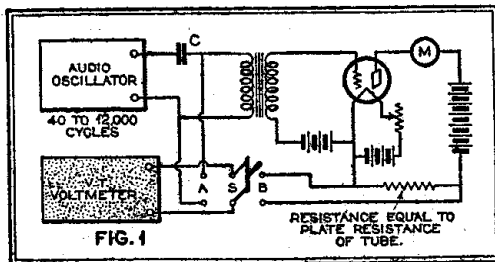 AUDIO
OSCILLATOR
40 TO 12,000
CYCLES
C
M
VOLTMETER
A
S
B
RESISTANCE EQUAL TO
PLATE RESISTANCE
OF TUBE.
FIG. 1